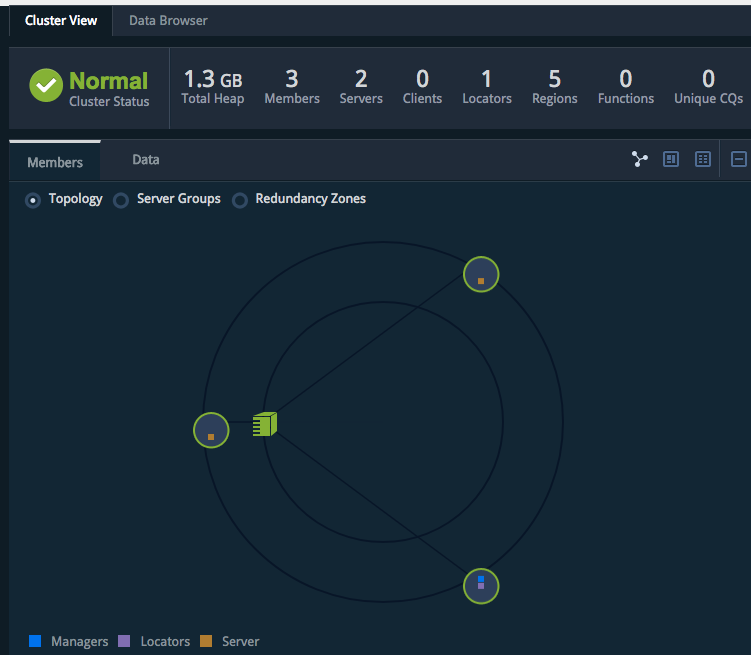 Cluster View Data Browser
Normal
Cluster Status
1.3 GB 3 2 0 1 5 0 0
Total Heap Members Servers Clients Locators Regions Functions Unique CQs
Members Data
Topology Server Groups Redundancy Zones
Managers Locators Server